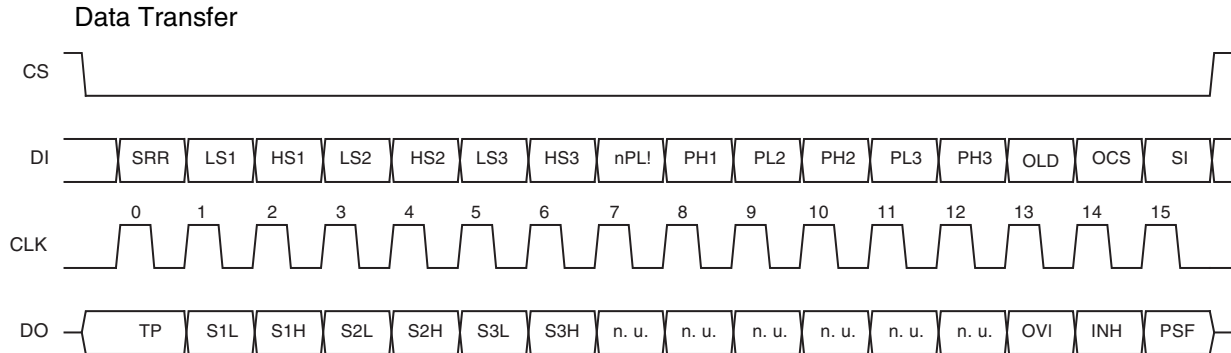 Data Transfer
CS
DI SRR LS1 HS1 LS2 HS2 LS3 HS3 nPL! PH1 PL2 PH2 PL3 PH3 OLD OCS SI
0 1 2 3 4 5 6 7 8 9 10 11 12 13 14 15
CLK
DO TP S1L S1H S2L S2H S3L S3H n. u. n. u. n. u. n. u. n. u. n. u. OVI INH PSF